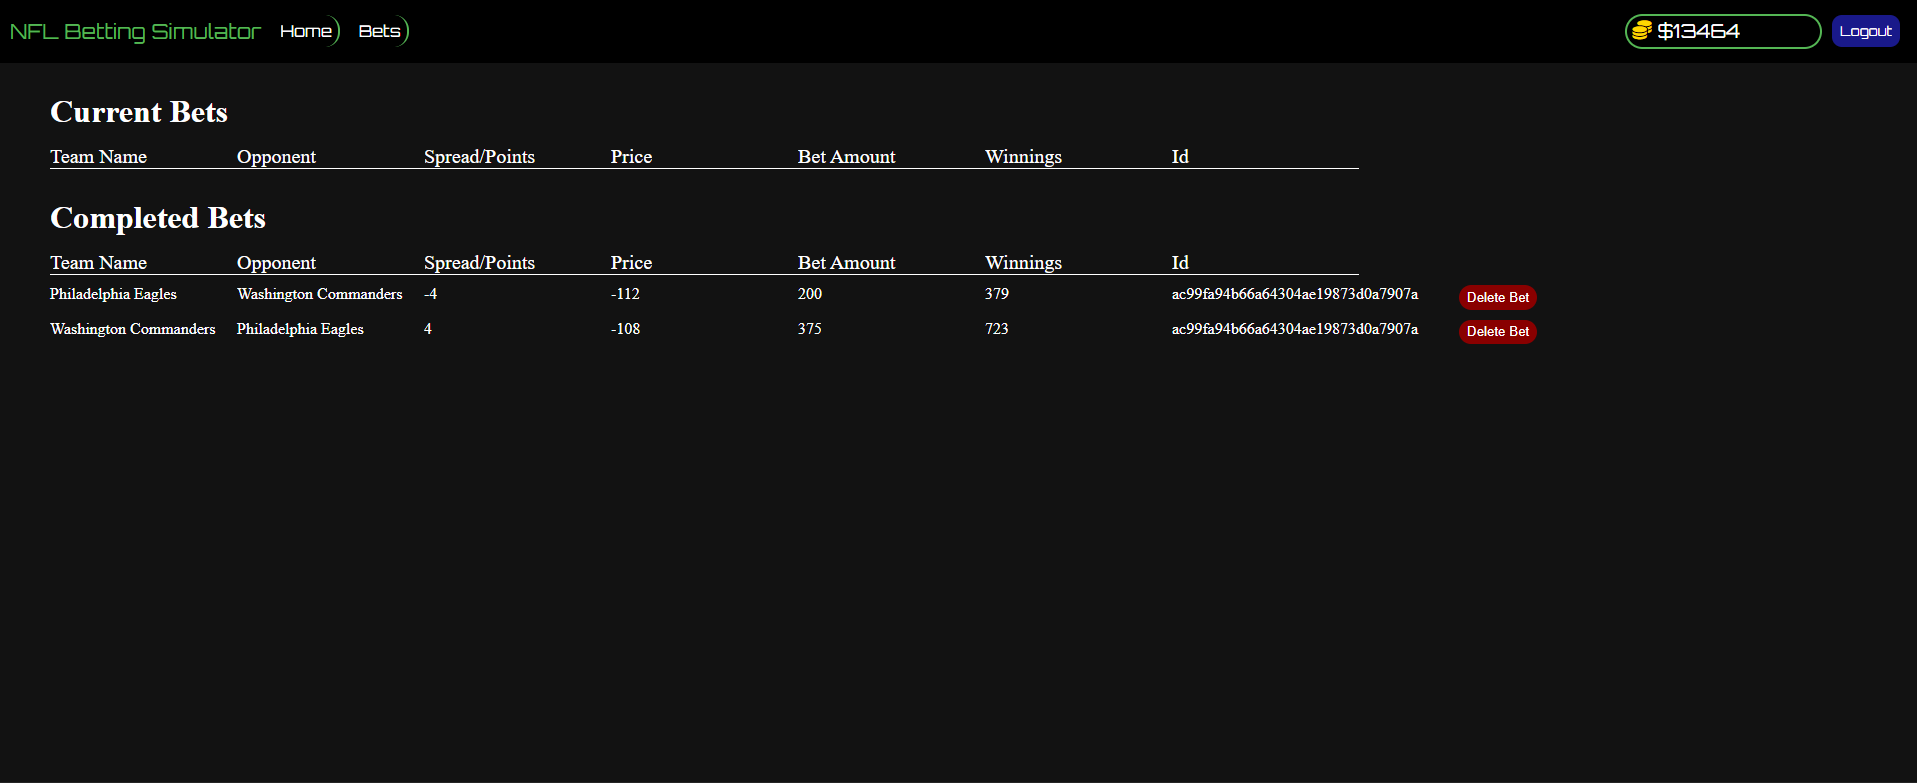 NFL Betting Simulator Home Bets $13464 Logout
Current Bets
Team Name Opponent Spread/Points Price Bet Amount Winnings Id
Completed Bets
Team Name Opponent Spread/Points Price Bet Amount Winnings Id
Philadelphia Eagles Washington Commanders -4 -112 200 379 ac99fa94b66a64304ae19873d0a7907a Delete Bet
Washington Commanders Philadelphia Eagles 4 -108 375 723 ac99fa94b66a64304ae19873d0a7907a Delete Bet